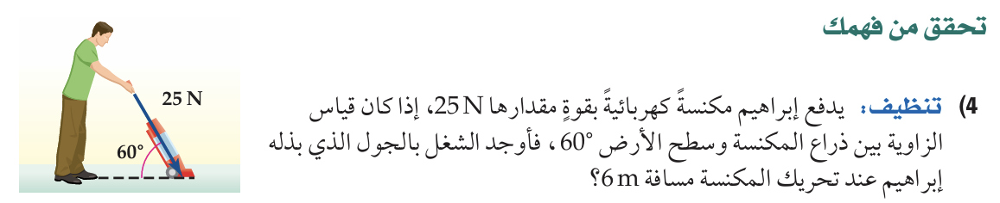 تحقق من فهمك
4) تنظيف: يدفع إبراهيم مكنسةً كهربائيةً بقوةٍ مقدارها 25 N، إذا كان قياس
الزاوية بين ذراع المكنسة وسطح الأرض 60°، فأوجد الشغل بالجول الذي بذله
إبراهيم عند تحريك المكنسة مسافة 6 m؟
25 N
60°